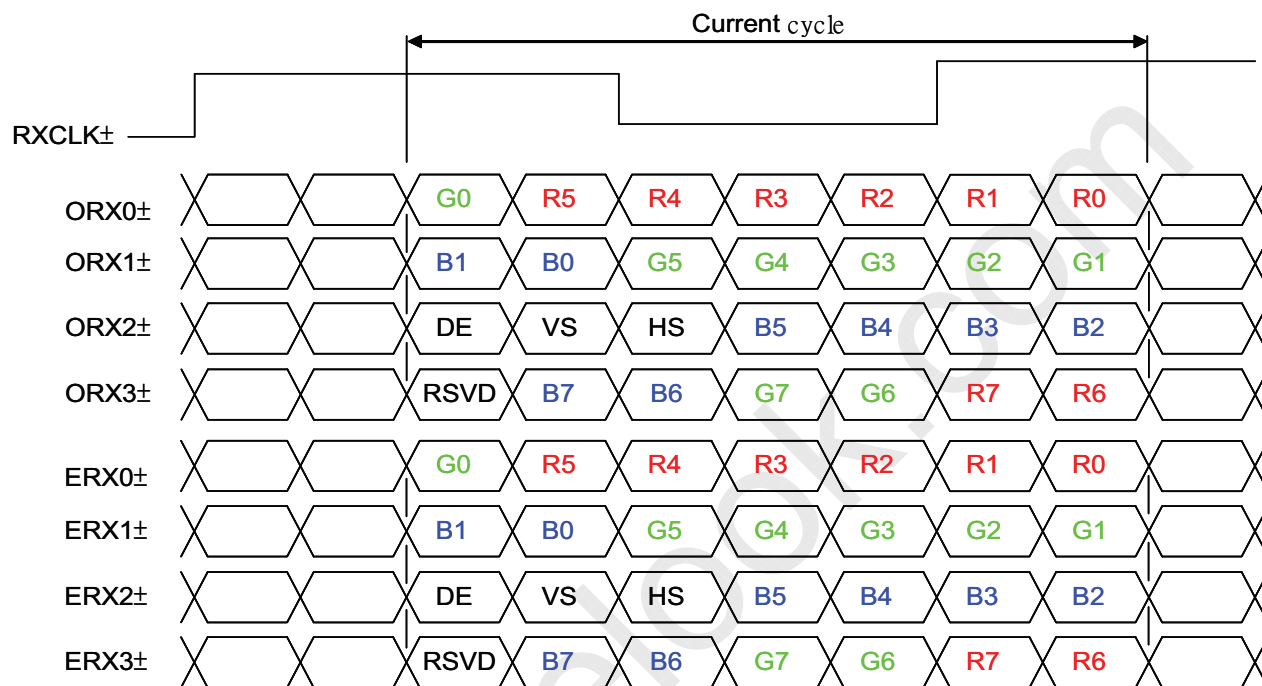 Current cycle
RXCLK±
ORX0± G0 R5 R4 R3 R2 R1 R0
ORX1± B1 B0 G5 G4 G3 G2 G1
ORX2± DE VS HS B5 B4 B3 B2
ORX3± RSVD B7 B6 G7 G6 R7 R6
ERX0± G0 R5 R4 R3 R2 R1 R0
ERX1± B1 B0 G5 G4 G3 G2 G1
ERX2± DE VS HS B5 B4 B3 B2
ERX3± RSVD B7 B6 G7 G6 R7 R6
elook.com